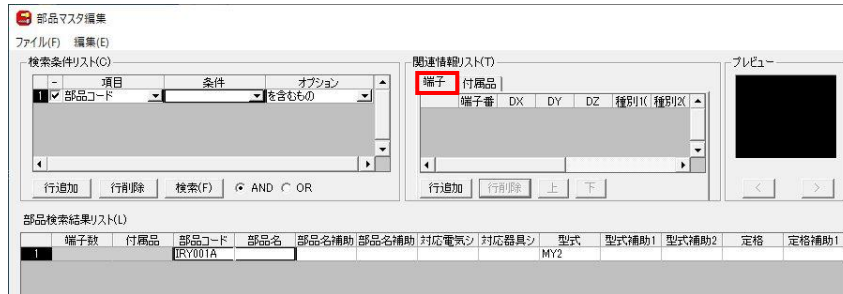 部品マスタ編集
ファイル(F) 編集(E)
検索条件リスト(C)
- 項目 条件 オプション
1 部品コード を含むもの
行追加 行削除 検索(F) AND OR
関連情報リスト(T)
端子 付属品
端子番 DX DY DZ 種別1( 種別2(
行追加 行削除 上 下
プレビュー
< >
部品検索結果リスト(L)
端子数 付属品 部品コード 部品名 部品名補助 部品名補助 対応電気シ 対応器具シ 型式 型式補助1 型式補助2 定格 定格補助1
1 IRY001A MY2